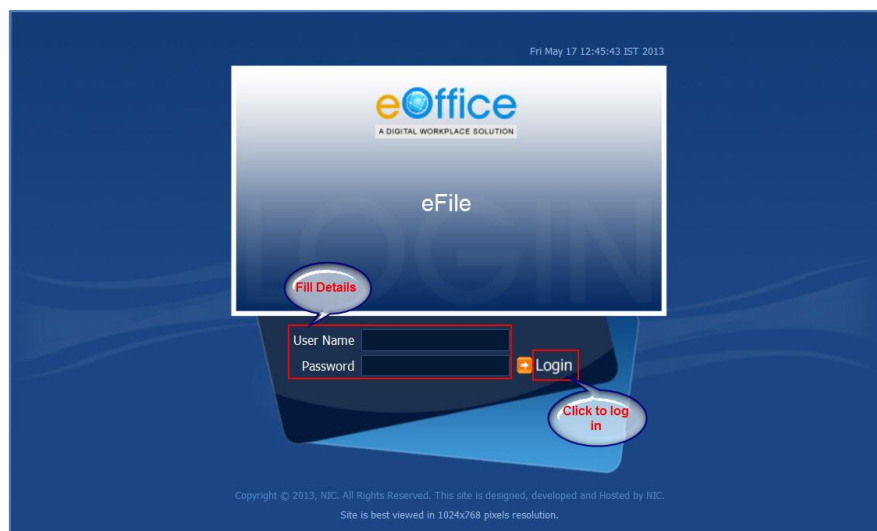 Fri May 17 12:45:43 IST 2013
eOffice
A DIGITAL WORKPLACE SOLUTION
eFile
LOGIN
Fill Details
User Name
Password
Login
Click to log
in
Copyright © 2013, NIC. All Rights Reserved. This site is designed, developed and Hosted by NIC.
Site is best viewed in 1024x768 pixels resolution.